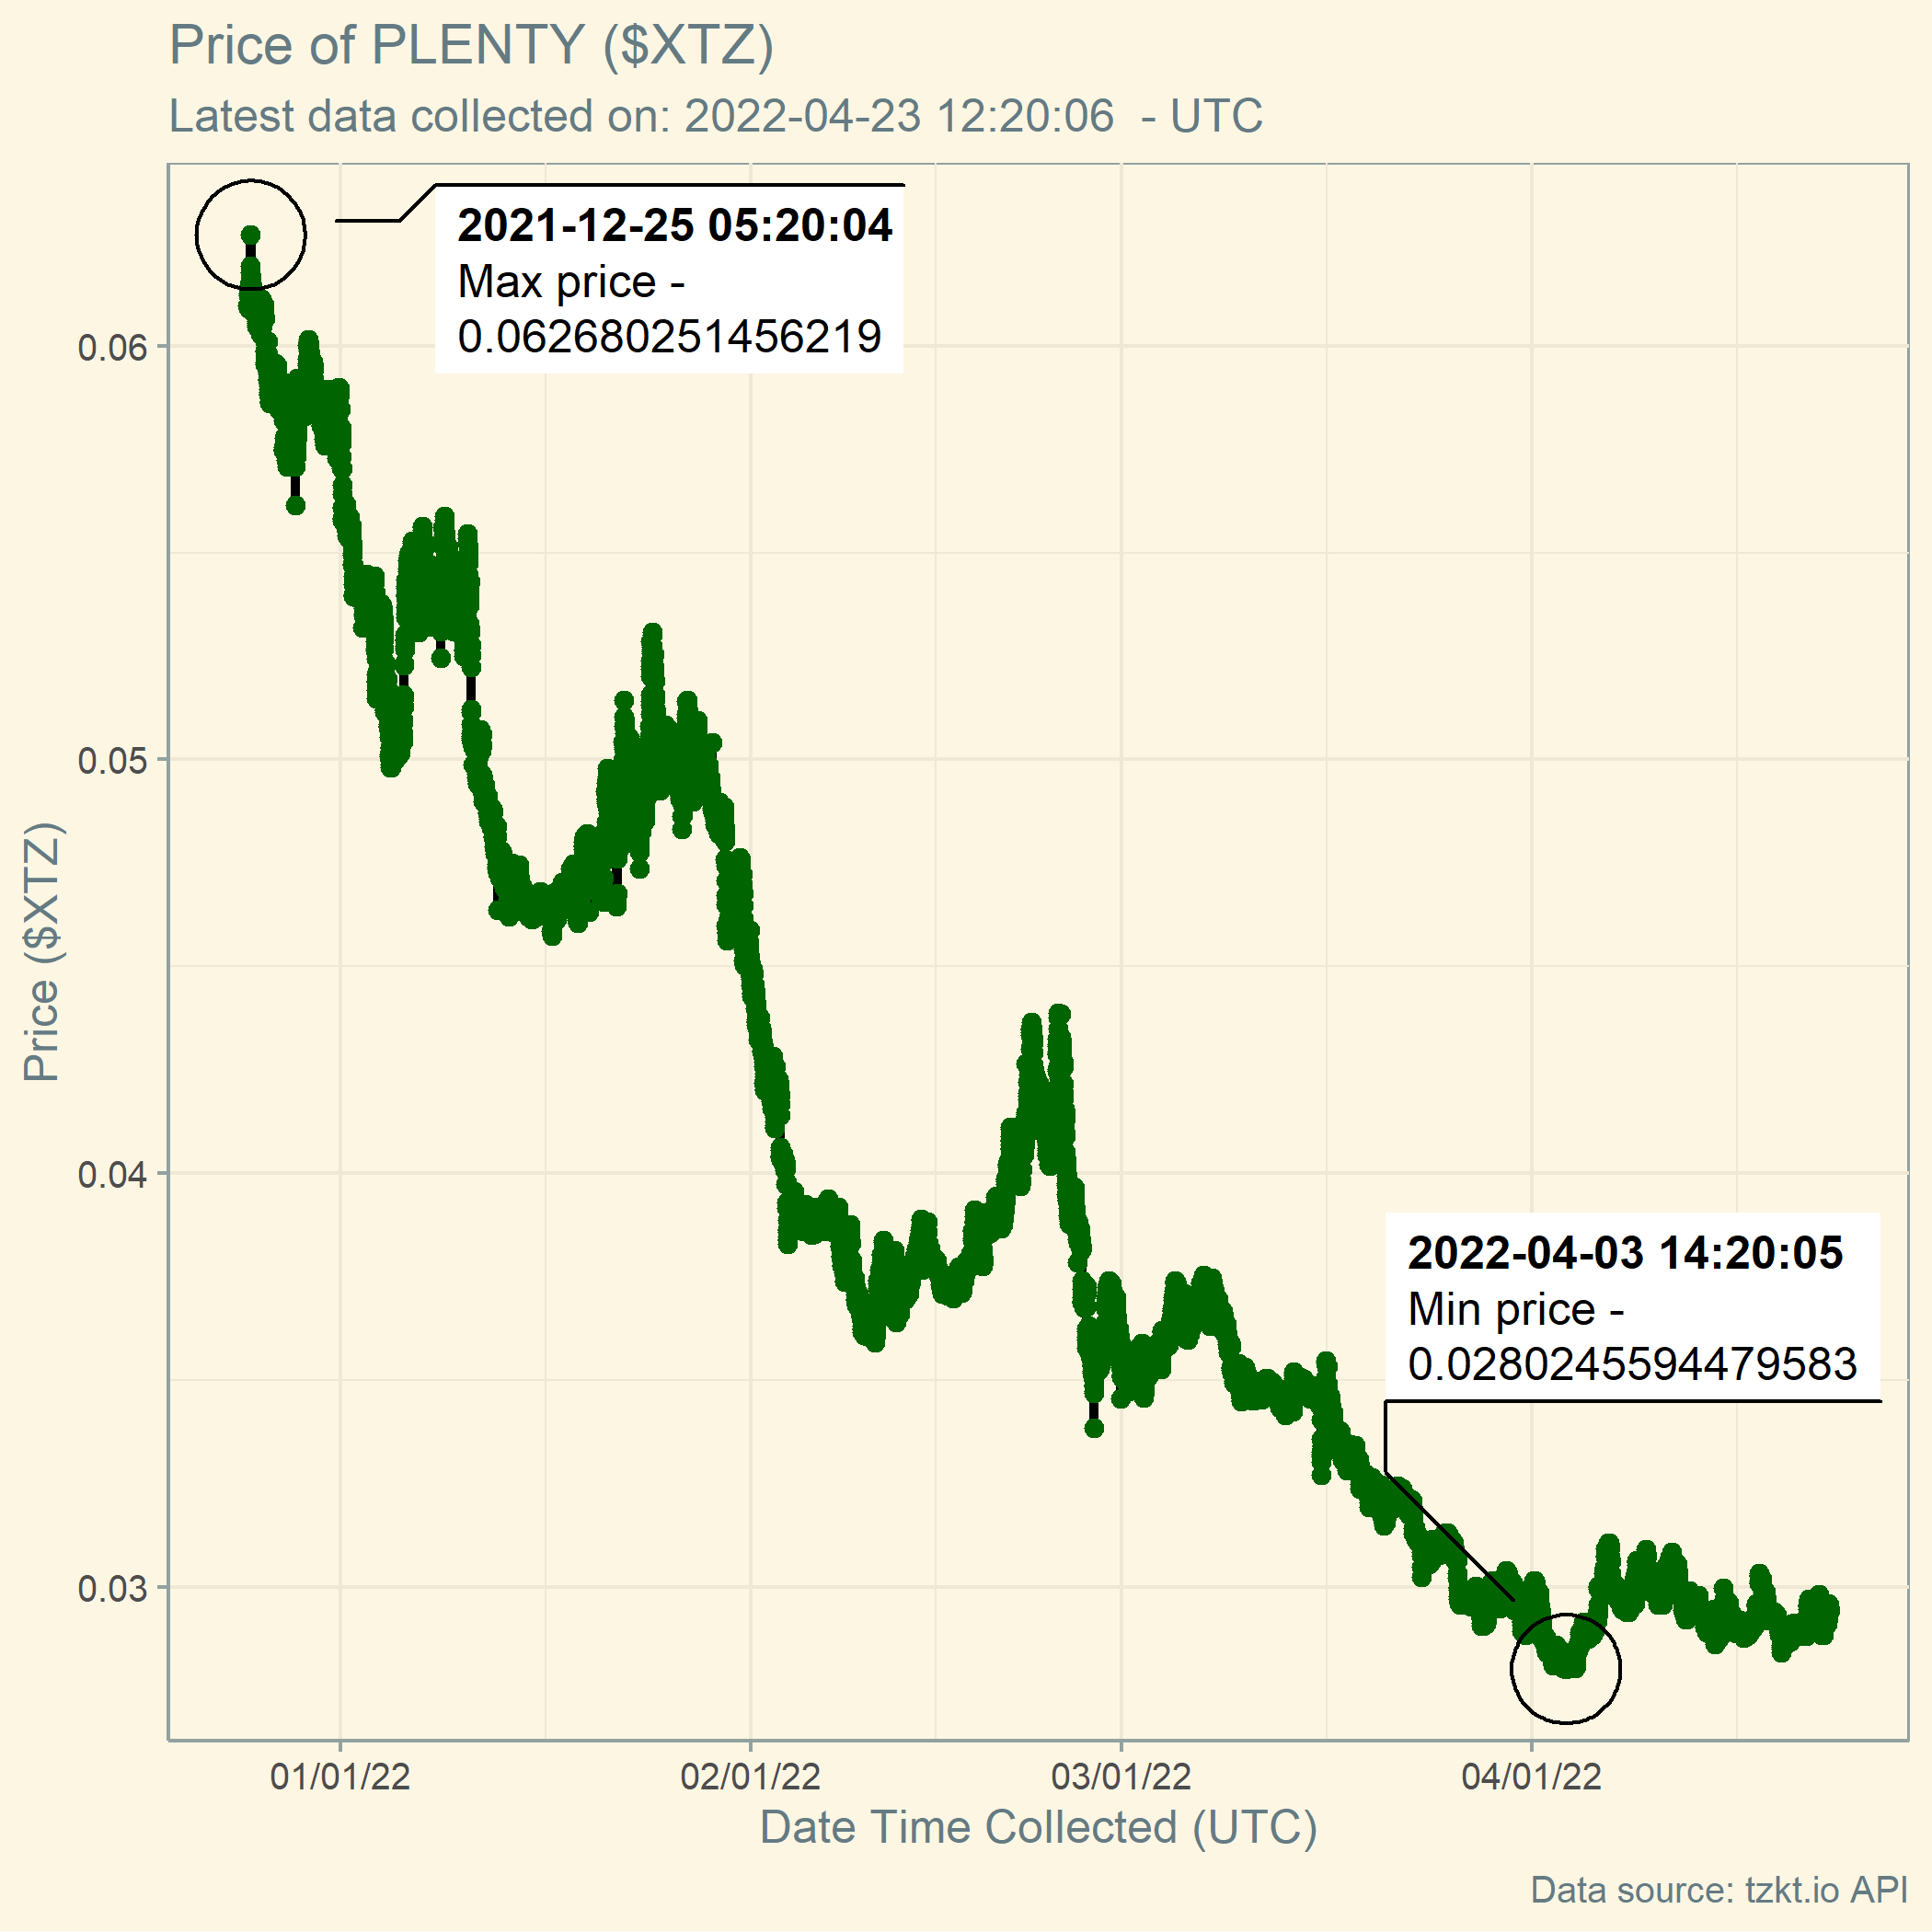 Price of PLENTY ($XTZ)
Latest data collected on: 2022-04-23 12:20:06  - UTC
2021-12-25 05:20:04
Max price -
0.062680251456219
0.06
0.05
0.04
0.03
Price ($XTZ)
2022-04-03 14:20:05
Min price -
0.0280245594479583
01/01/22
02/01/22
03/01/22
04/01/22
Date Time Collected (UTC)
Data source: tzkt.io API